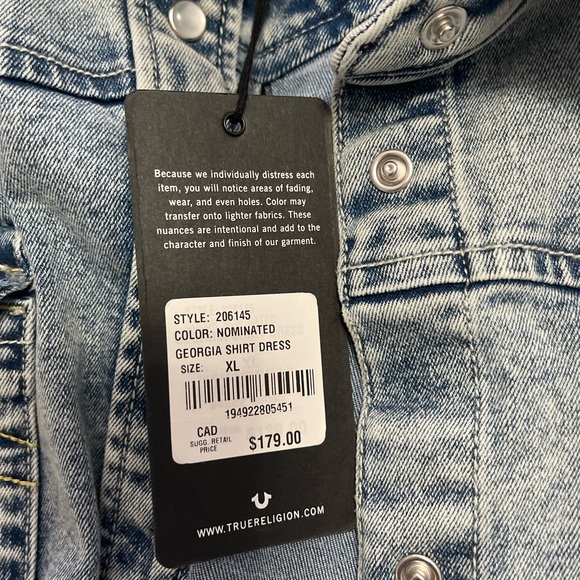 Because we individually distress each
item, you will notice areas of fading,
wear, and even holes. Color may
transfer onto lighter fabrics. These
nuances are intentional and add to the
character and finish of our garment.
STYLE: 206145
COLOR: NOMINATED
GEORGIA SHIRT DRESS
SIZE: XL
194922805451
CAD
SUGG. RETAIL
PRICE
$179.00
WWW.TRUERELIGION.COM